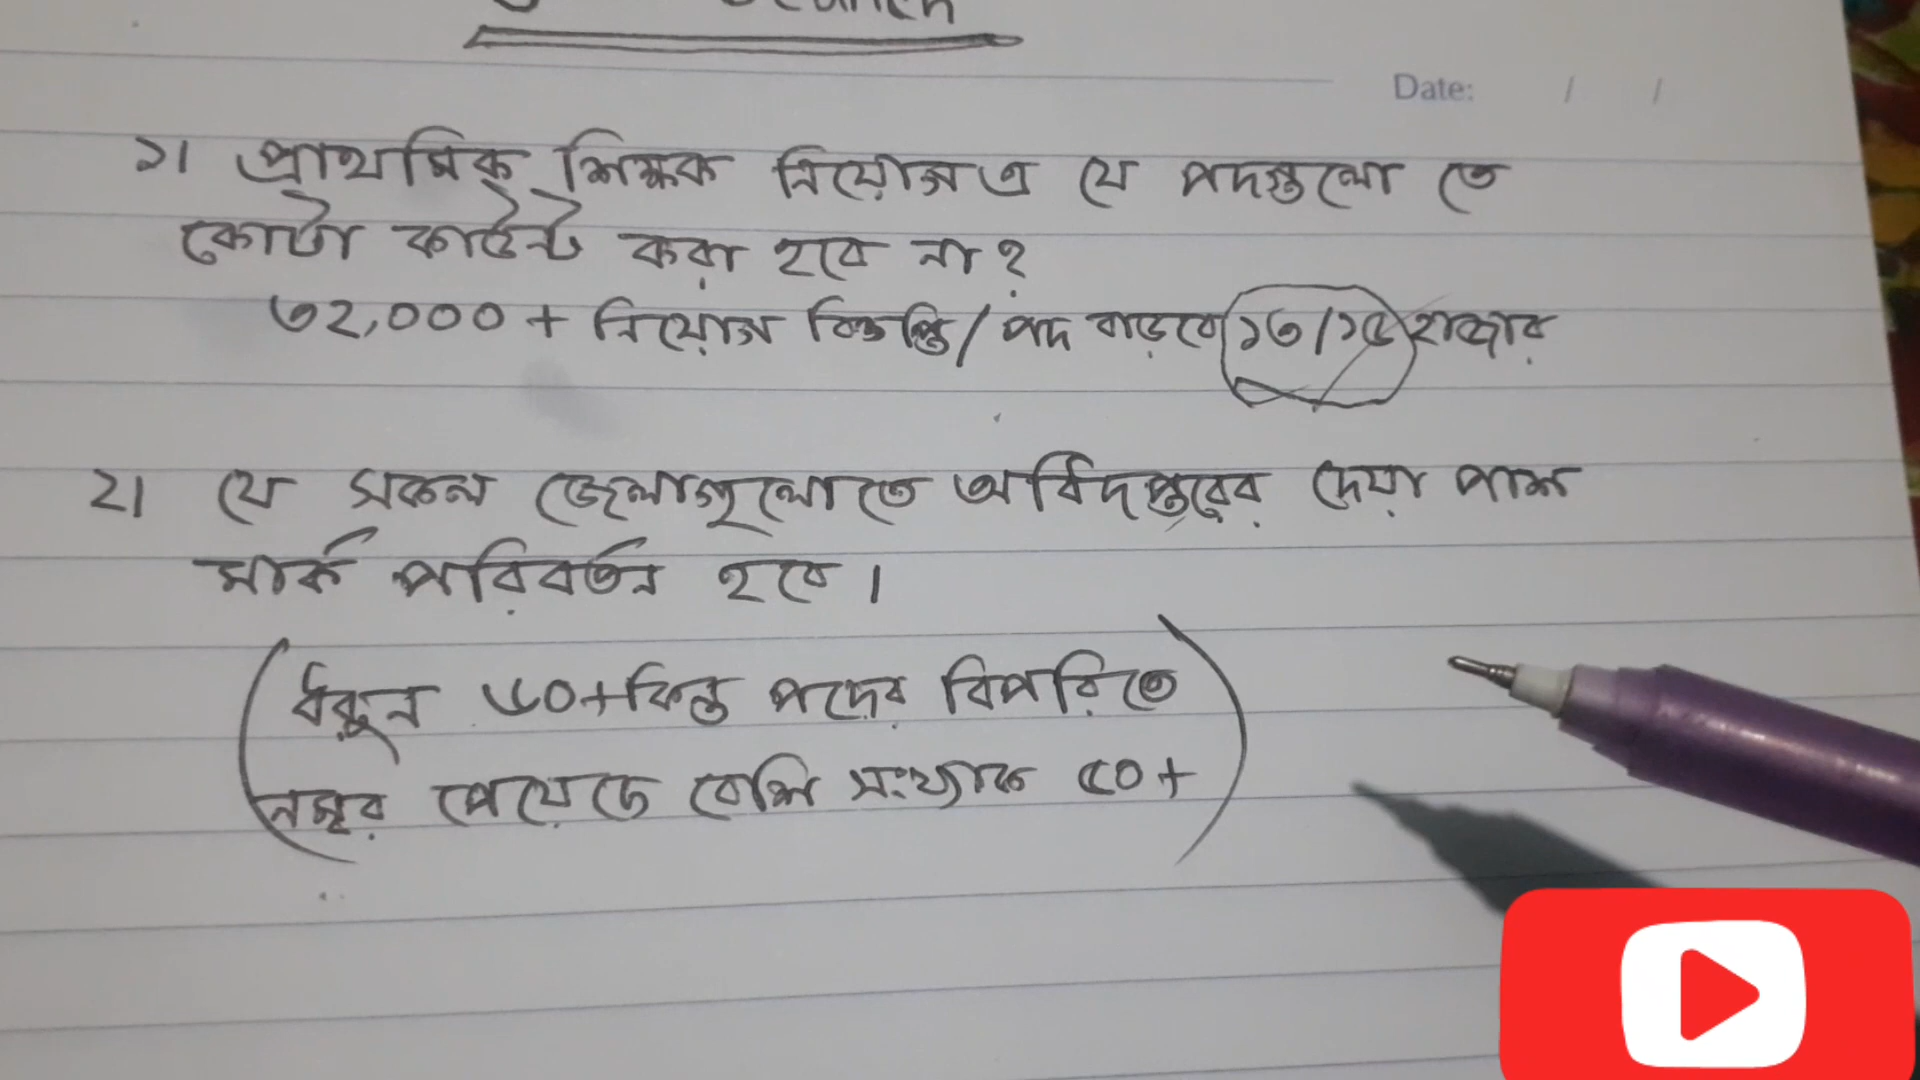 Date: / /
১। প্রাথমিক শিক্ষক নিয়োগ এ যে পদগুলো তে
কোটা কাউন্ট করা হবে না?
৩২,০০০ + নিয়োগ বিজ্ঞপ্তি / পদ বাড়বে ১৩/১৫ হাজার
২। যে সকল জেলাগুলোতে অধিদপ্তরের দেয়া পাশ
মার্ক পরিবর্তন হবে।
(ধরুন ৬০+ কিন্তু পদের বিপরিতে
নম্বর পেয়েছে বেশি সংখ্যাক ৫০+)